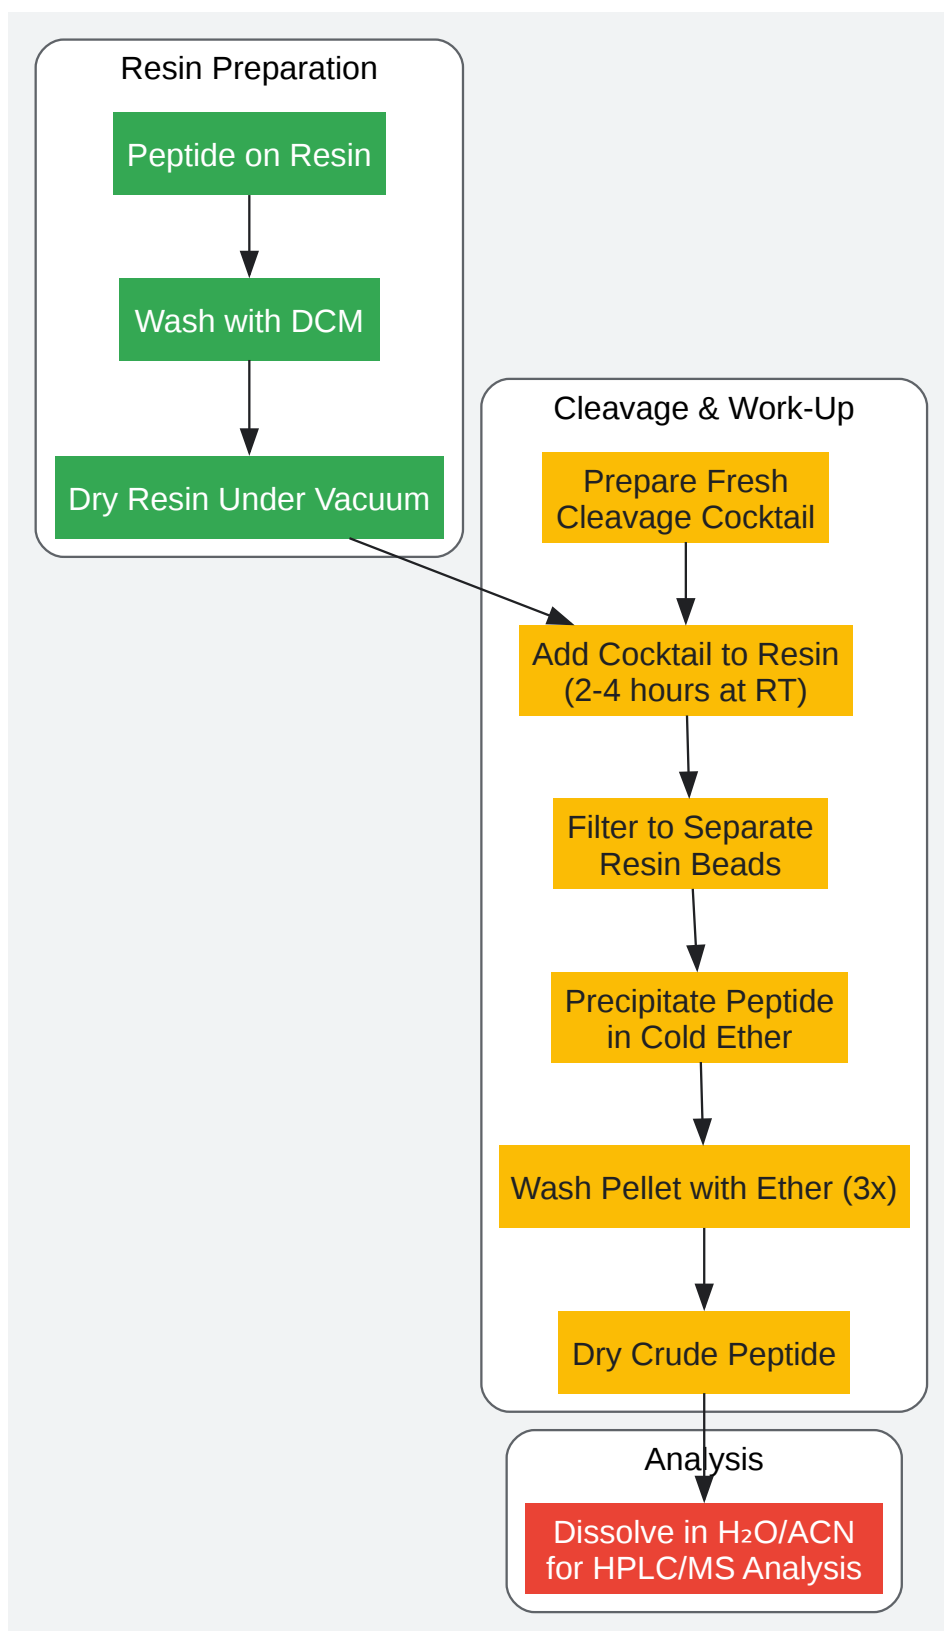 Resin Preparation
Peptide on Resin
Wash with DCM
Dry Resin Under Vacuum
Cleavage & Work-Up
Prepare Fresh
Cleavage Cocktail
Add Cocktail to Resin
(2-4 hours at RT)
Filter to Separate
Resin Beads
Precipitate Peptide
in Cold Ether
Wash Pellet with Ether (3x)
Dry Crude Peptide
Analysis
Dissolve in H₂O/ACN
for HPLC/MS Analysis